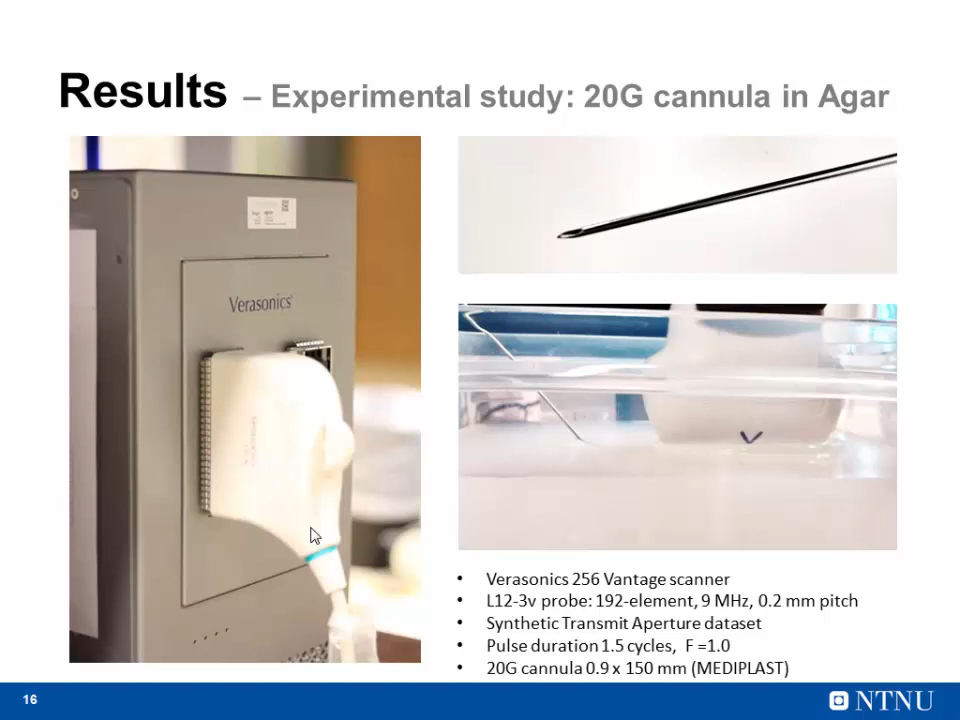 Results – Experimental study: 20G cannula in Agar
Verasonics
• Verasonics 256 Vantage scanner
• L12-3v probe: 192-element, 9 MHz, 0.2 mm pitch
• Synthetic Transmit Aperture dataset
• Pulse duration 1.5 cycles, F =1.0
• 20G cannula 0.9 x 150 mm (MEDIPLAST)
16
NTNU